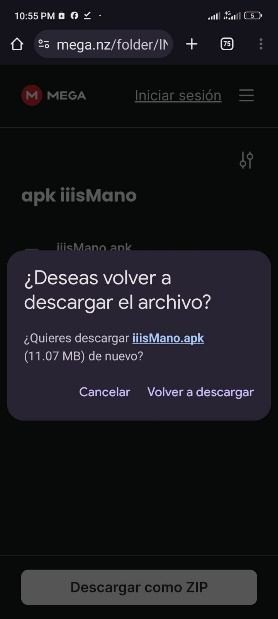 10:55 PM
5
mega.nz/folder/lN
75
MEGA
Iniciar sesión
apk iiisMano
iiisMano.apk
¿Deseas volver a
descargar el archivo?
¿Quieres descargar iiisMano.apk
(11.07 MB) de nuevo?
Cancelar
Volver a descargar
Descargar como ZIP